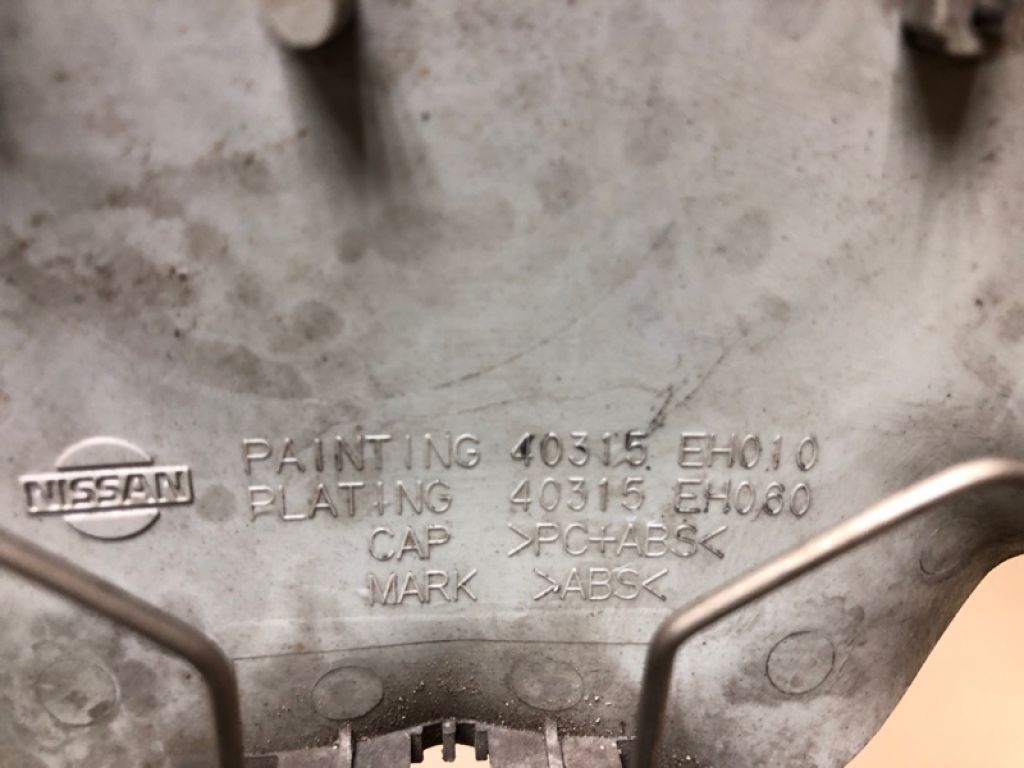 NISSAN
PAINTING 40315 EH010
PLATING 40315 EH060
CAP >PC+ABS<
MARK >ABS<